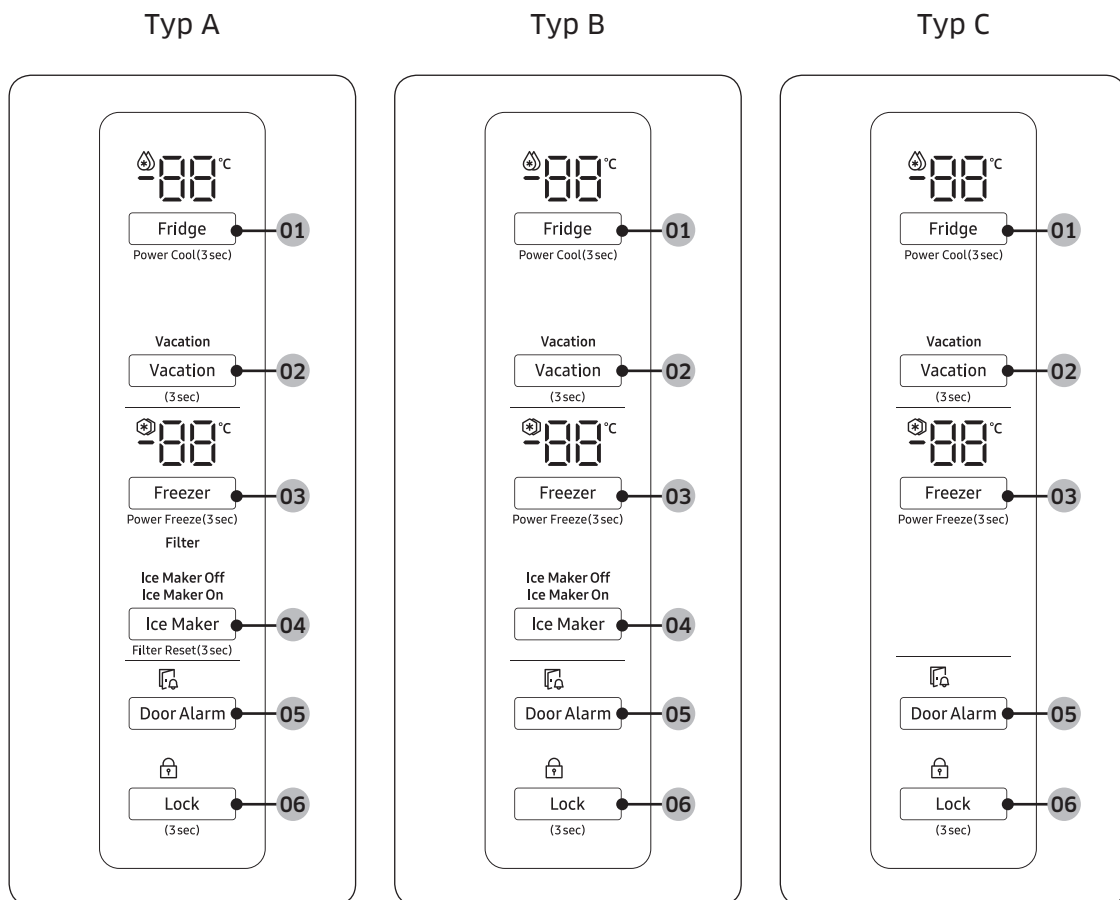 Typ A
88 °C
Fridge 01
Power Cool(3sec)
Vacation
Vacation 02
(3sec)
-88 °C
Freezer 03
Power Freeze(3sec)
Filter
Ice Maker Off
Ice Maker On
Ice Maker 04
Filter Reset(3sec)
Door Alarm 05
Lock 06
(3sec)
Typ B
-88 °C
Fridge 01
Power Cool(3sec)
Vacation
Vacation 02
(3sec)
-88 °C
Freezer 03
Power Freeze(3sec)
Ice Maker Off
Ice Maker On
Ice Maker 04
Door Alarm 05
Lock 06
(3sec)
Typ C
-88 °C
Fridge 01
Power Cool(3sec)
Vacation
Vacation 02
(3sec)
-88 °C
Freezer 03
Power Freeze(3sec)
Door Alarm 05
Lock 06
(3sec)